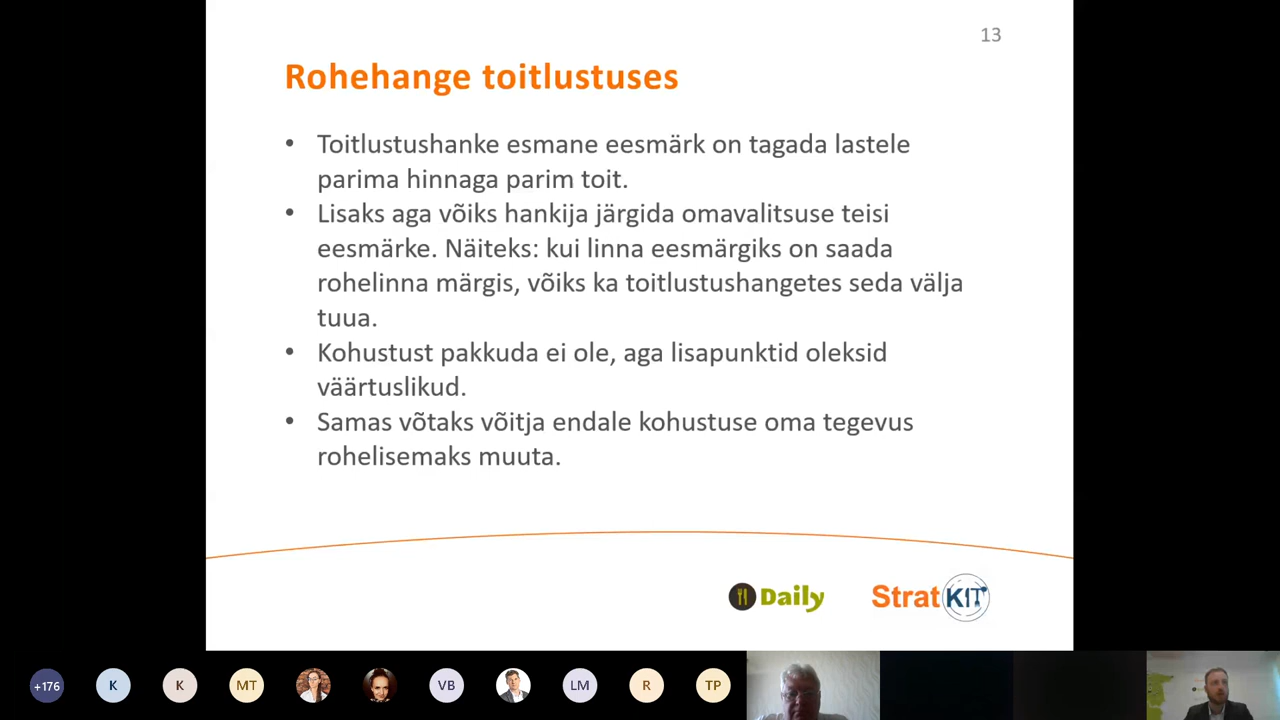 13
Rohehange toitlustuses
• Toitlustushanke esmane eesmärk on tagada lastele
parima hinnaga parim toit.
• Lisaks aga võiks hankija järgida omavalitsuse teisi
eesmärke. Näiteks: kui linna eesmärgiks on saada
rohelinna märgis, võiks ka toitlustushangetes seda välja
tuua.
• Kohustust pakkuda ei ole, aga lisapunktid oleksid
väärtuslikud.
• Samas võtaks võitja endale kohustuse oma tegevus
rohelisemaks muuta.
Daily
StratKIT
+176 K K MT VB LM R TP